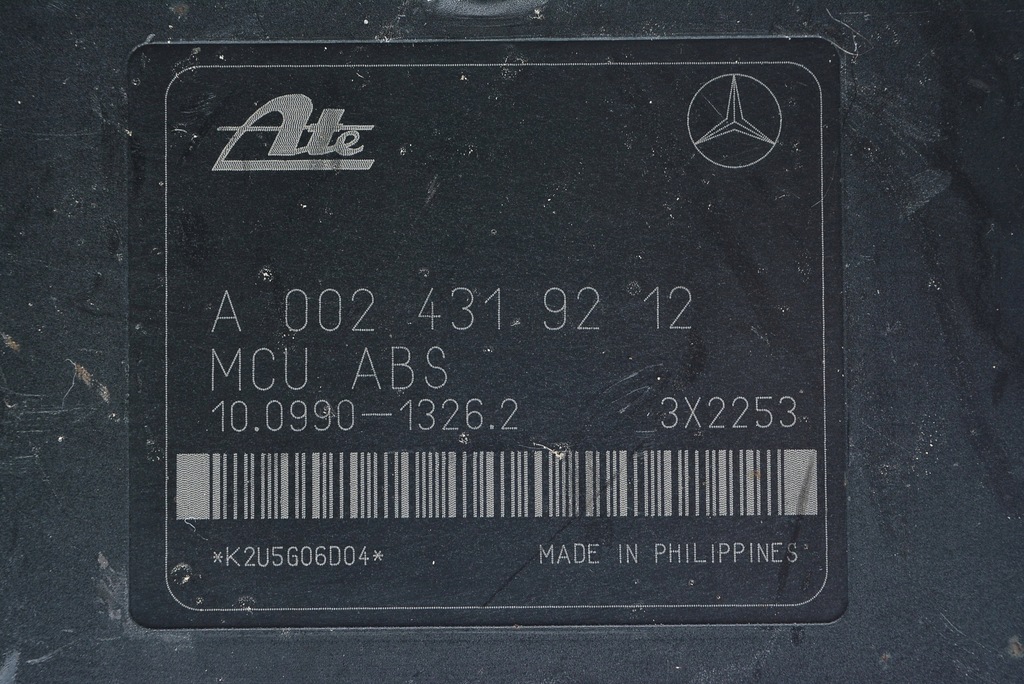 Ate
A 002 431 92 12
MCU ABS
10.0990-1326.2 3X2253
*K2U5G06D04* MADE IN PHILIPPINES